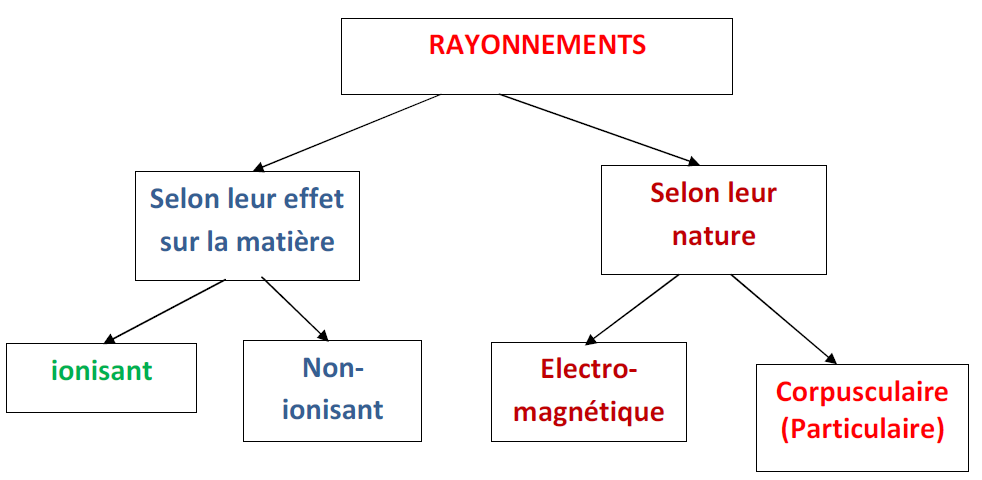 RAYONNEMENTS
Selon leur effet
sur la matière
Selon leur
nature
ionisant
Non-
ionisant
Electro-
magnétique
Corpusculaire
(Particulaire)